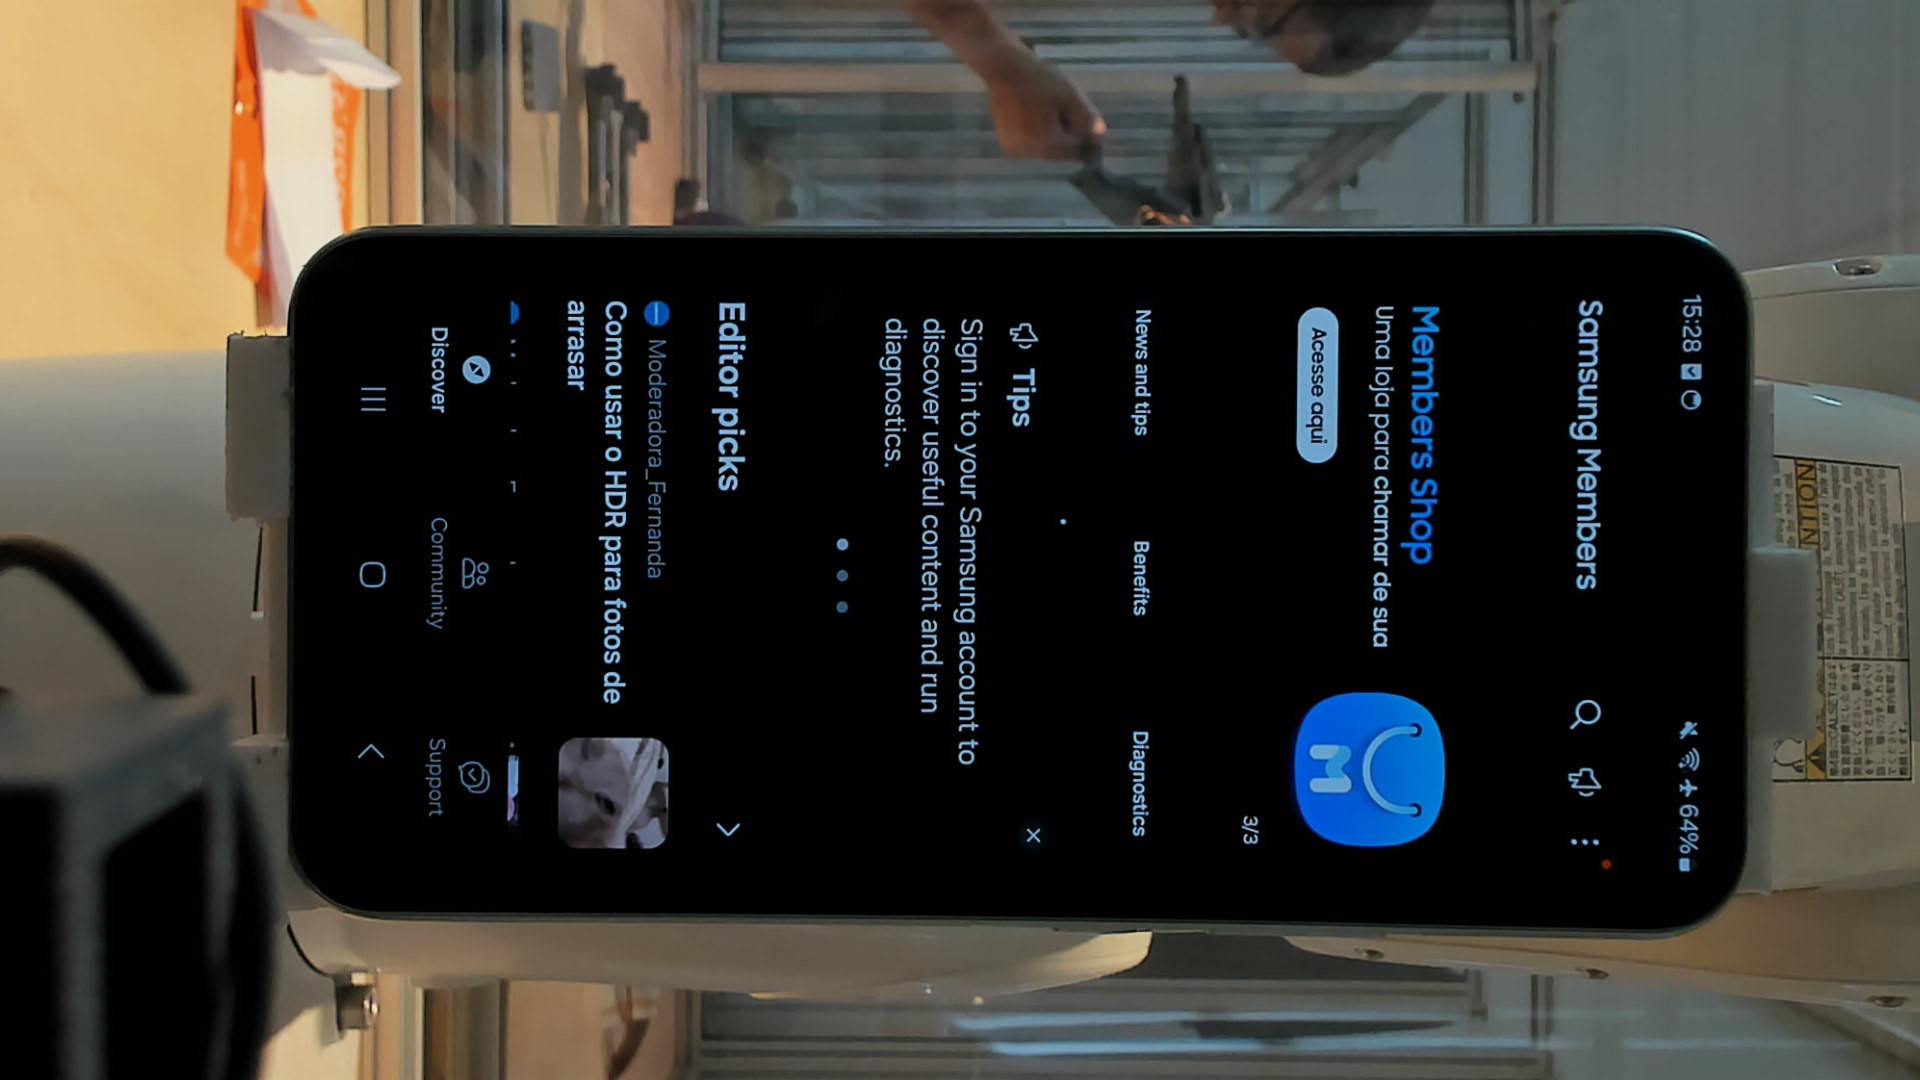 15:28
64%
Samsung Members
Members Shop
Uma loja para chamar de sua
Acesse aqui
M
3/3
News and tips
Benefits
Diagnostics
Tips
Sign in to your Samsung account to
discover useful content and run
diagnostics.
Editor picks
Moderadora_Fernanda
Como usar o HDR para fotos de
arrasar
Discover
Community
Support